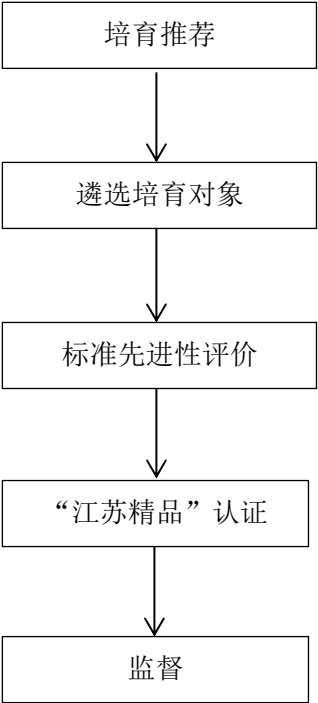 培育推荐
遴选培育对象
标准先进性评价
“江苏精品”认证
监督